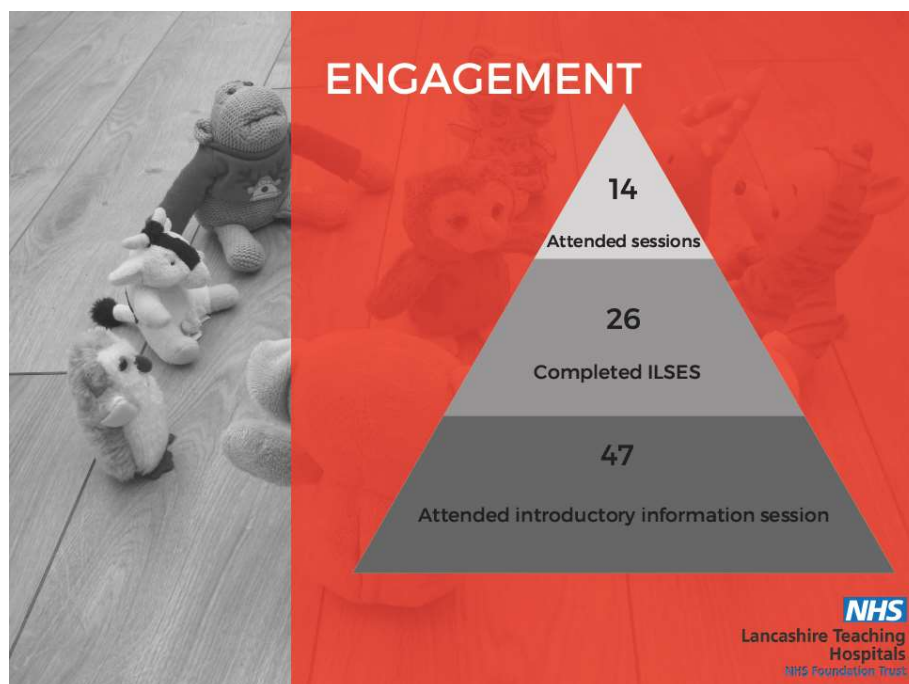 ENGAGEMENT
14
Attended sessions
26
Completed ILSES
47
Attended introductory information session
NHS
Lancashire Teaching
Hospitals
NHS Foundation Trust